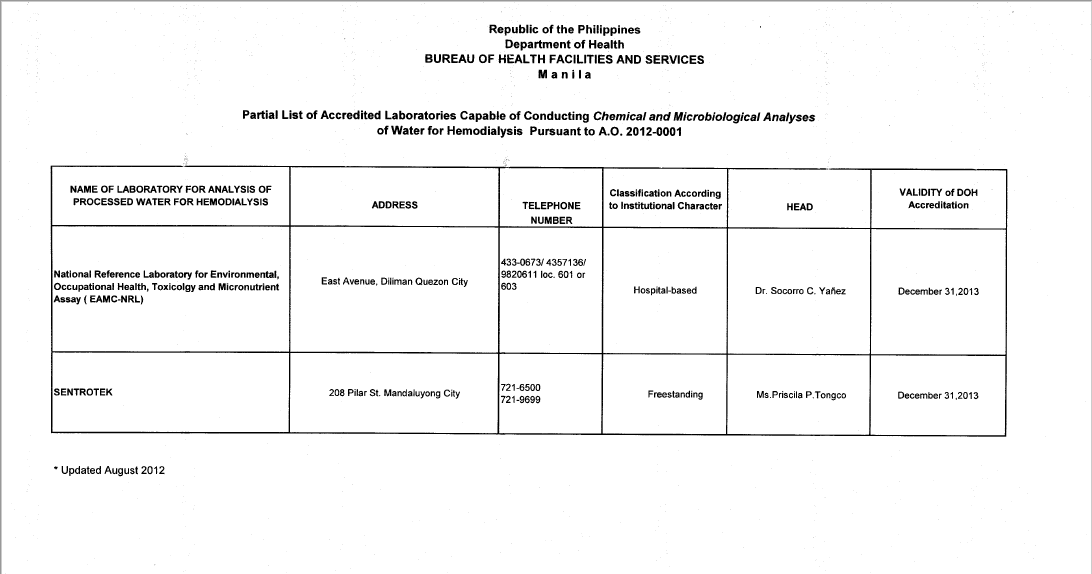 Republic of the Philippines
Department of Health
BUREAU OF HEALTH FACILITIES AND SERVICES
M a n i l a
Partial List of Accredited Laboratories Capable of Conducting Chemical and Microbiological Analyses
of Water for Hemodialysis Pursuant to A.O. 2012-0001
NAME OF LABORATORY FOR ANALYSIS OF
PROCESSED WATER FOR HEMODIALYSIS
ADDRESS
TELEPHONE
NUMBER
Classification According
to Institutional Character
HEAD
VALIDITY of DOH
Accreditation
National Reference Laboratory for Environmental,
Occupational Health, Toxicolgy and Micronutrient
Assay ( EAMC-NRL)
East Avenue, Diliman Quezon City
433-0673/ 4357136/
9820611 loc. 601 or
603
Hospital-based
Dr. Socorro C. Yañez
December 31,2013
SENTROTEK
208 Pilar St. Mandaluyong City
721-6500
721-9699
Freestanding
Ms.Priscila P.Tongco
December 31,2013
* Updated August 2012